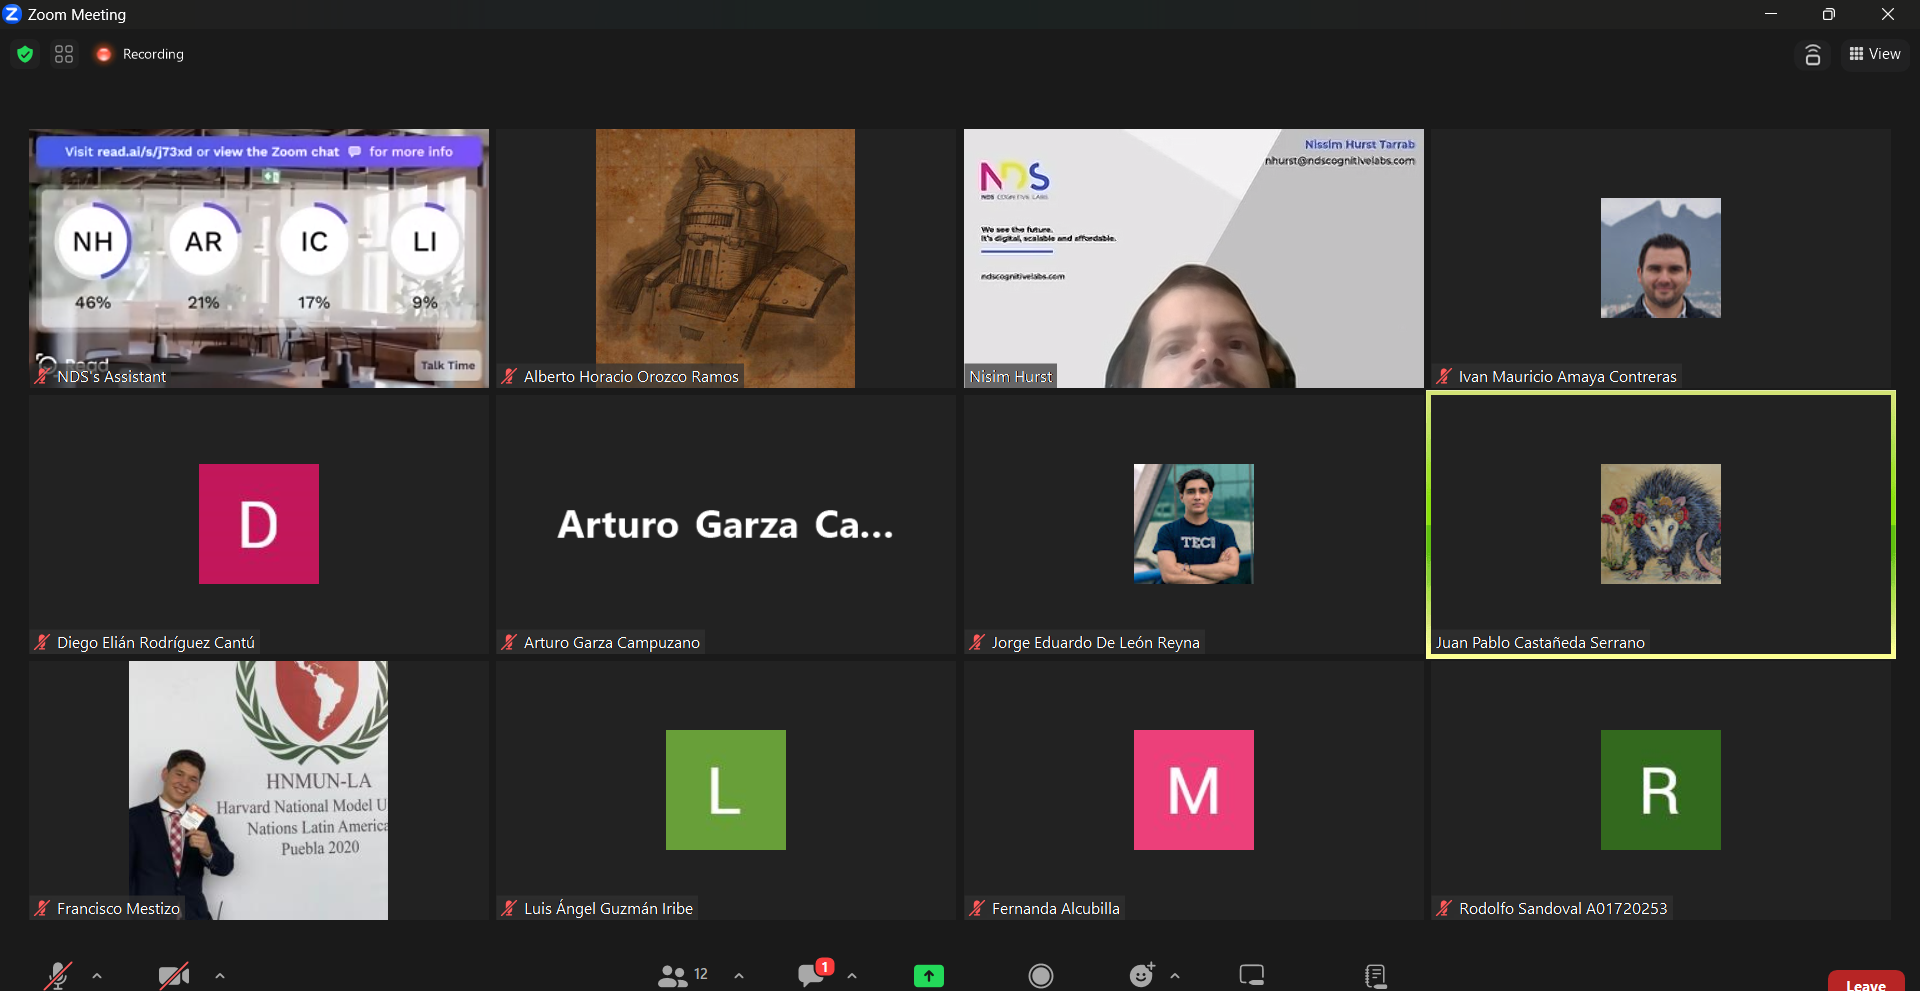 Zoom Meeting
Recording
View
Visit read.ai/s/j73xd or view the Zoom chat for more info
NH AR IC LI
46% 21% 17% 9%
Read
Talk Time
NDS's Assistant
Alberto Horacio Orozco Ramos
Nissim Hurst Tarrab
nhurst@ndscognitivelabs.com
NDS
NDS COGNITIVE LABS
We see the future.
It's digital, scalable and affordable.
ndscognitivelabs.com
Nisim Hurst
Ivan Mauricio Amaya Contreras
D
Diego Elián Rodríguez Cantú
Arturo Garza Ca...
Arturo Garza Campuzano
TEC
Jorge Eduardo De León Reyna
Juan Pablo Castañeda Serrano
HNMUN-LA
Harvard National Model U
Nations Latin America
Puebla 2020
Francisco Mestizo
L
Luis Ángel Guzmán Iribe
M
Fernanda Alcubilla
R
Rodolfo Sandoval A01720253
12
1
Leave